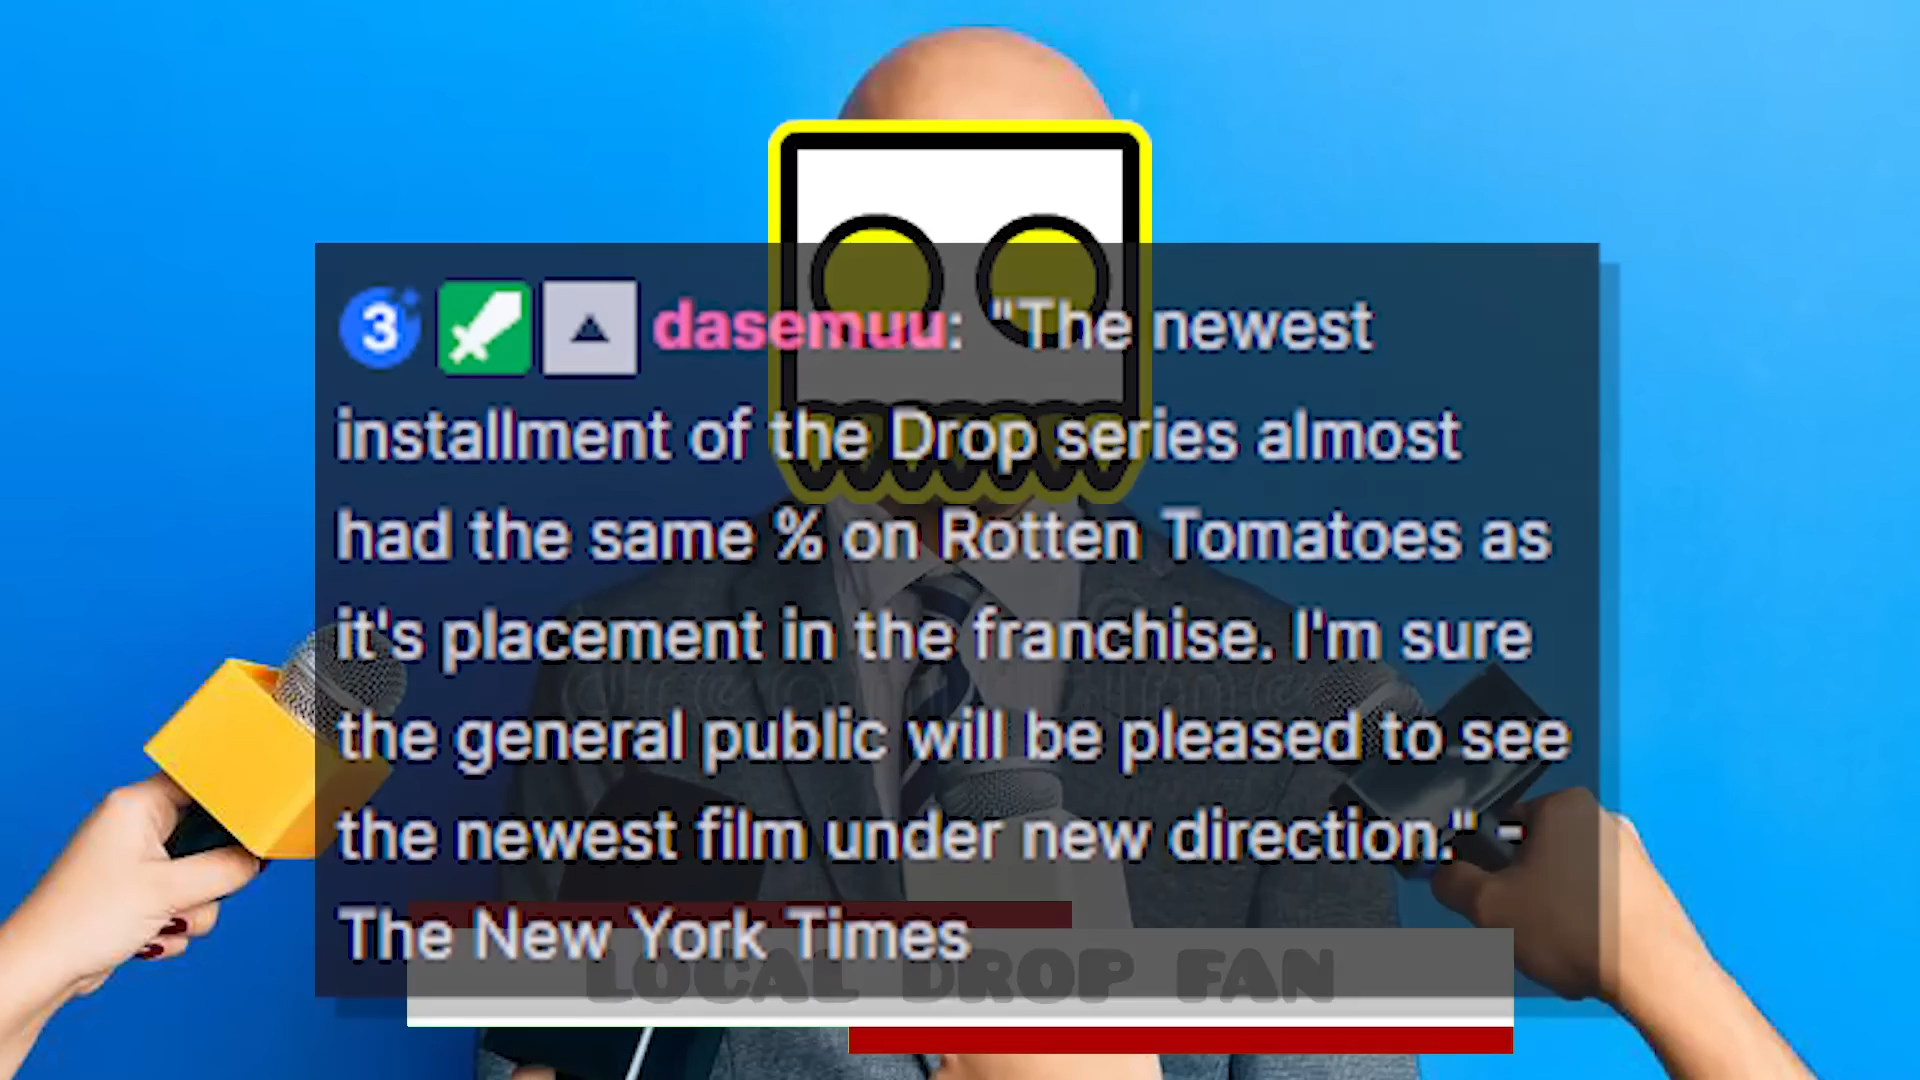 3 dasemuu: "The newest
installment of the Drop series almost
had the same % on Rotten Tomatoes as
it's placement in the franchise. I'm sure
the general public will be pleased to see
the newest film under new direction." -
The New York Times
LOCAL DROP FAN